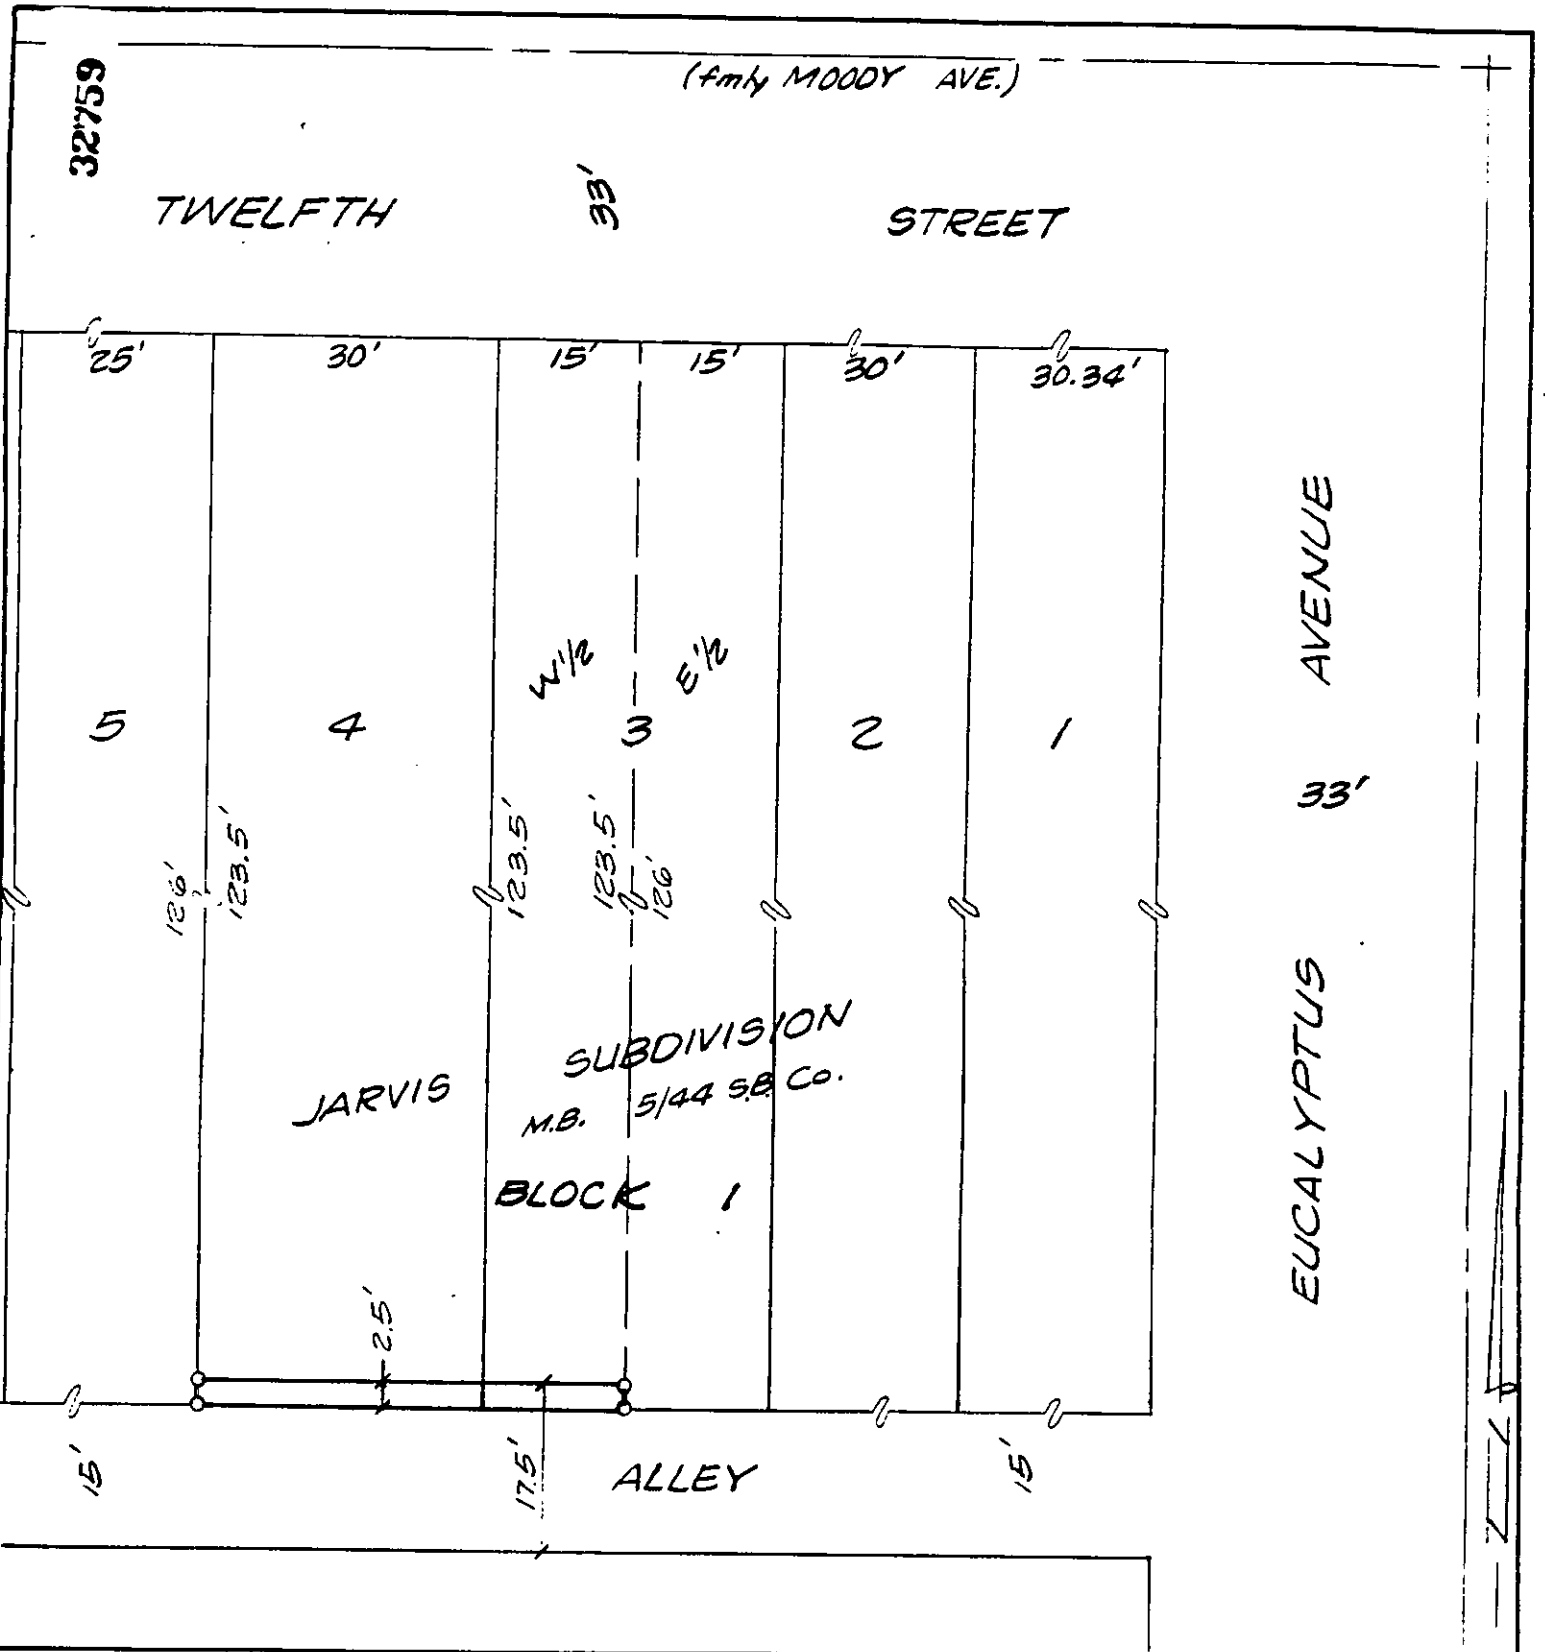 32759
(fmly MOODY AVE.)
TWELFTH 33' STREET
25' 30' 15' 15' 30' 30.34'
W 1/2 E 1/2
5 4 3 2 1
126' 123.5' 123.5' 123.5' 126'
EUCALYPTUS 33' AVENUE
JARVIS SUBDIVISION
M.B. 5/44 S.B. Co.
BLOCK 1
2.5'
15' 17.5' ALLEY 15'
N